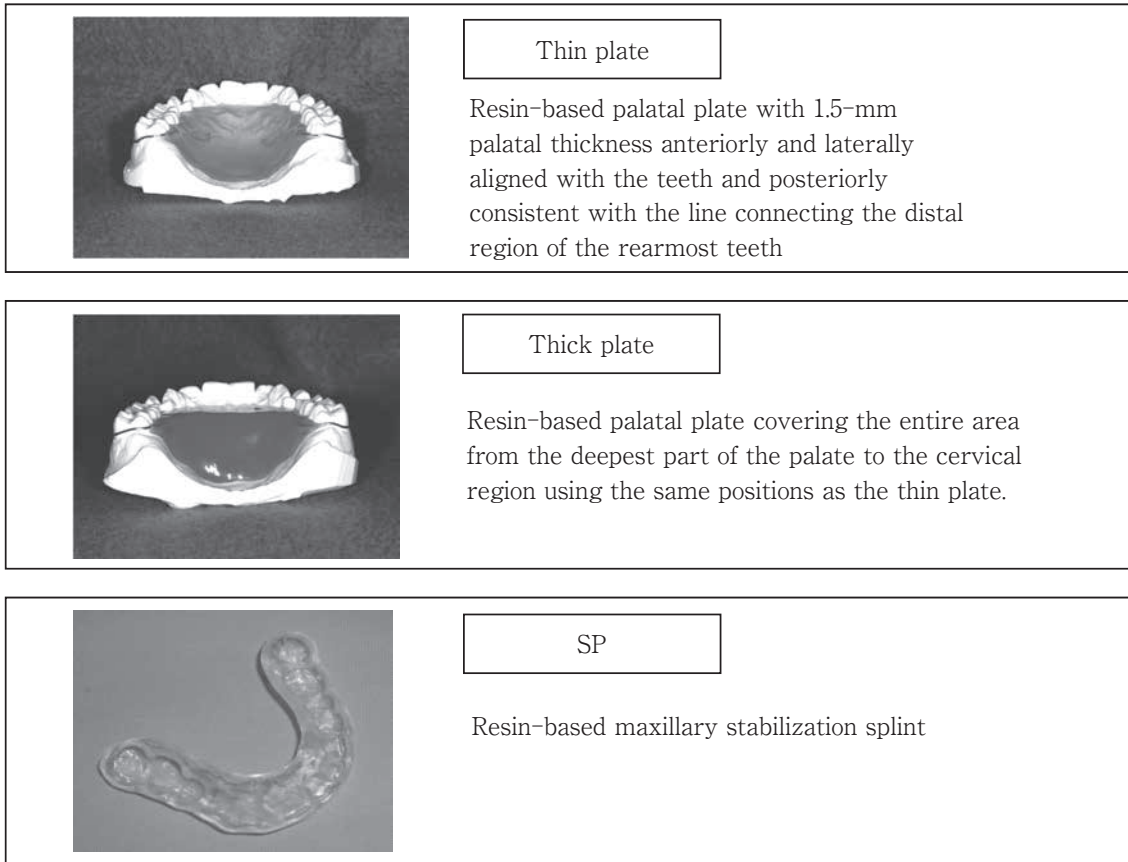 Thin plate
Resin-based palatal plate with 1.5-mm
palatal thickness anteriorly and laterally
aligned with the teeth and posteriorly
consistent with the line connecting the distal
region of the rearmost teeth
Thick plate
Resin-based palatal plate covering the entire area
from the deepest part of the palate to the cervical
region using the same positions as the thin plate.
SP
Resin-based maxillary stabilization splint